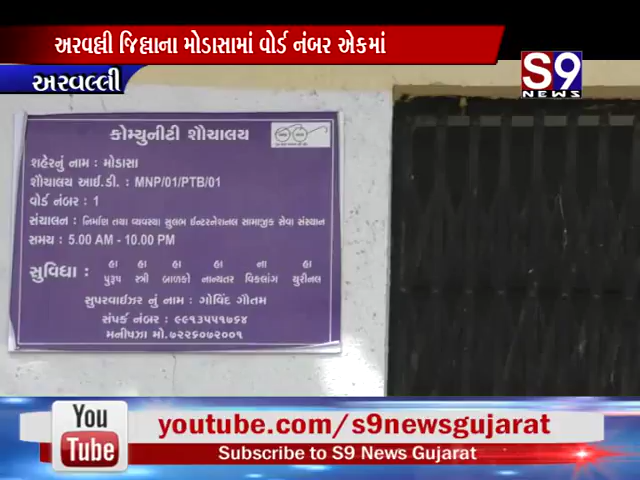 અરવલ્લી જિલ્લાના મોડાસામાં વોર્ડ નંબર એકમાં
અરવલ્લી
S9
NEWS
કોમ્યુનીટી શૌચાલય
શહેરનું નામ : મોડાસા
શૌચાલય આઈ.ડી. : MNP/01/PTB/01
વોર્ડ નંબર : 1
સંચાલન : નિર્માણ તથા વ્યવસ્થા સુલભ ઈન્ટરનેશનલ સામાજીક સેવા સંસ્થાન
સમય : 5.00 AM - 10.00 PM
હા હા હા હા ના હા
સુવિધા : પુરૂષ સ્ત્રી બાળકો નાન્યતર વિકલાંગ યુરીનલ
સુપરવાઈઝર નું નામ : ગોવિંદ ગૌતમ
સંપર્ક નંબર : ૯૯૧૩૫૫૧૭૬૪
મનીષઝા મો.૭૨૨૬૦૭૨૦૦૧
You
Tube
youtube.com/s9newsgujarat
Subscribe to S9 News Gujarat